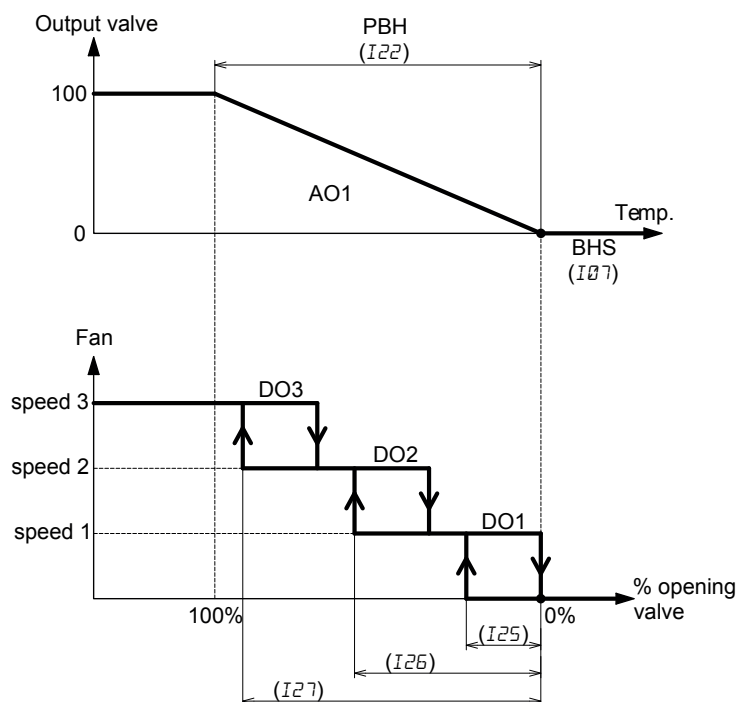 Output valve
PBH
(I22)
100
AO1
Temp.
0
BHS
(I07)
Fan
DO3
speed 3
DO2
speed 2
DO1
speed 1
% opening
valve
100%
0%
(I25)
(I26)
(I27)